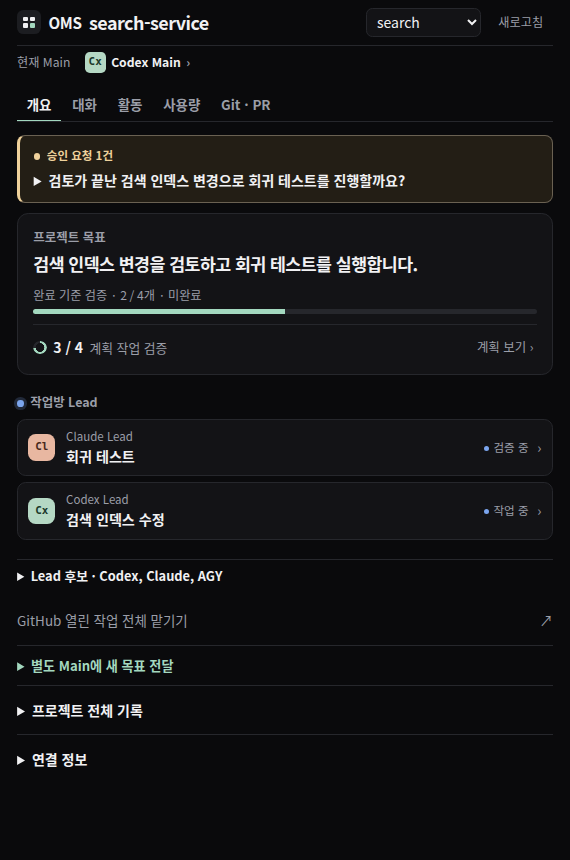 OMS search-service
search
새로고침
현재 Main
Cx
Codex Main ›
개요
대화
활동
사용량
Git · PR
승인 요청 1건
▶ 검토가 끝난 검색 인덱스 변경으로 회귀 테스트를 진행할까요?
프로젝트 목표
검색 인덱스 변경을 검토하고 회귀 테스트를 실행합니다.
완료 기준 검증 · 2 / 4개 · 미완료
3 / 4 계획 작업 검증
계획 보기 ›
작업방 Lead
Cl
Claude Lead
회귀 테스트
검증 중 ›
Cx
Codex Lead
검색 인덱스 수정
작업 중 ›
▶ Lead 후보 · Codex, Claude, AGY
GitHub 열린 작업 전체 맡기기 ↗
▶ 별도 Main에 새 목표 전달
▶ 프로젝트 전체 기록
▶ 연결 정보